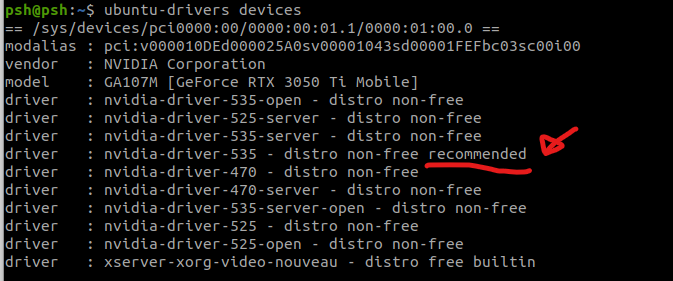 psh@psh:~$ ubuntu-drivers devices
== /sys/devices/pci0000:00/0000:00:01.1/0000:01:00.0 ==
modalias : pci:v000010DEd000025A0sv00001043sd00001FEFbc03sc00i00
vendor   : NVIDIA Corporation
model    : GA107M [GeForce RTX 3050 Ti Mobile]
driver   : nvidia-driver-535-open - distro non-free
driver   : nvidia-driver-525-server - distro non-free
driver   : nvidia-driver-535-server - distro non-free
driver   : nvidia-driver-535 - distro non-free recommended
driver   : nvidia-driver-470 - distro non-free
driver   : nvidia-driver-470-server - distro non-free
driver   : nvidia-driver-535-server-open - distro non-free
driver   : nvidia-driver-525 - distro non-free
driver   : nvidia-driver-525-open - distro non-free
driver   : xserver-xorg-video-nouveau - distro free builtin